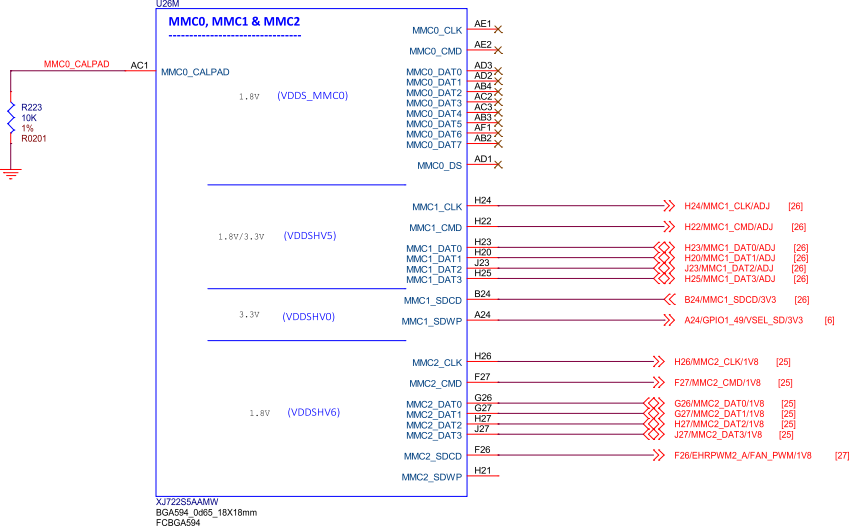 U26M
MMC0, MMC1 & MMC2
MMC0_CALPAD AC1 MMC0_CALPAD
R223
10K
1%
R0201
1.8V (VDDS_MMC0)
MMC0_CLK AE1
MMC0_CMD AE2
MMC0_DAT0 AD3
MMC0_DAT1 AD2
MMC0_DAT2 AB4
MMC0_DAT3 AC2
MMC0_DAT4 AC3
MMC0_DAT5 AB3
MMC0_DAT6 AF1
MMC0_DAT7 AB2
MMC0_DS AD1
1.8V/3.3V (VDDSHV5)
MMC1_CLK H24 H24/MMC1_CLK/ADJ [26]
MMC1_CMD H22 H22/MMC1_CMD/ADJ [26]
MMC1_DAT0 H23 H23/MMC1_DAT0/ADJ [26]
MMC1_DAT1 H20 H20/MMC1_DAT1/ADJ [26]
MMC1_DAT2 J23 J23/MMC1_DAT2/ADJ [26]
MMC1_DAT3 H25 H25/MMC1_DAT3/ADJ [26]
3.3V (VDDSHV0)
MMC1_SDCD B24 B24/MMC1_SDCD/3V3 [26]
MMC1_SDWP A24 A24/GPIO1_49/VSEL_SD/3V3 [6]
1.8V (VDDSHV6)
MMC2_CLK H26 H26/MMC2_CLK/1V8 [25]
MMC2_CMD F27 F27/MMC2_CMD/1V8 [25]
MMC2_DAT0 G26 G26/MMC2_DAT0/1V8 [25]
MMC2_DAT1 G27 G27/MMC2_DAT1/1V8 [25]
MMC2_DAT2 H27 H27/MMC2_DAT2/1V8 [25]
MMC2_DAT3 J27 J27/MMC2_DAT3/1V8 [25]
MMC2_SDCD F26 F26/EHRPWM2_A/FAN_PWM/1V8 [27]
MMC2_SDWP H21
XJ722S5AAMW
BGA594_0d65_18X18mm
FCBGA594